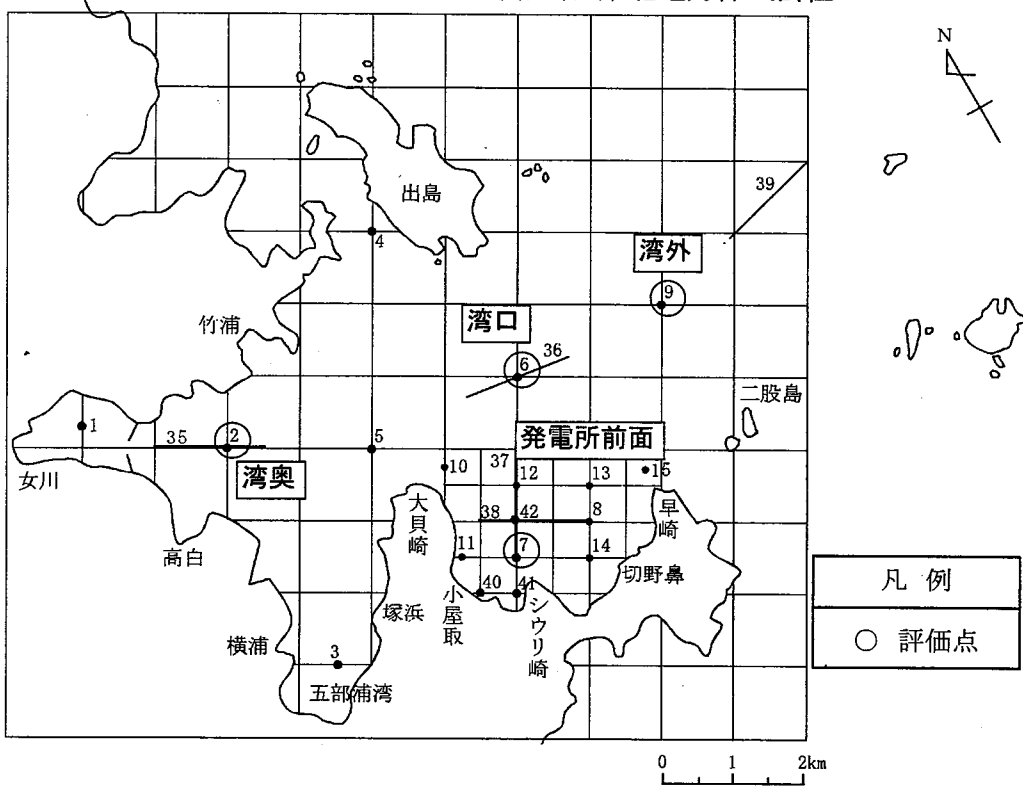 N
出島
39
4
湾外
9
竹浦
湾口
36
6
二股島
発電所前面
1
35
2
5
10
37
12
13
15
女川
湾奥
大貝崎
38
42
8
早崎
高白
11
7
14
切野鼻
凡 例
40
41
小屋取
シウリ崎
塚浜
○ 評価点
横浦
3
五部浦湾
0 1 2km